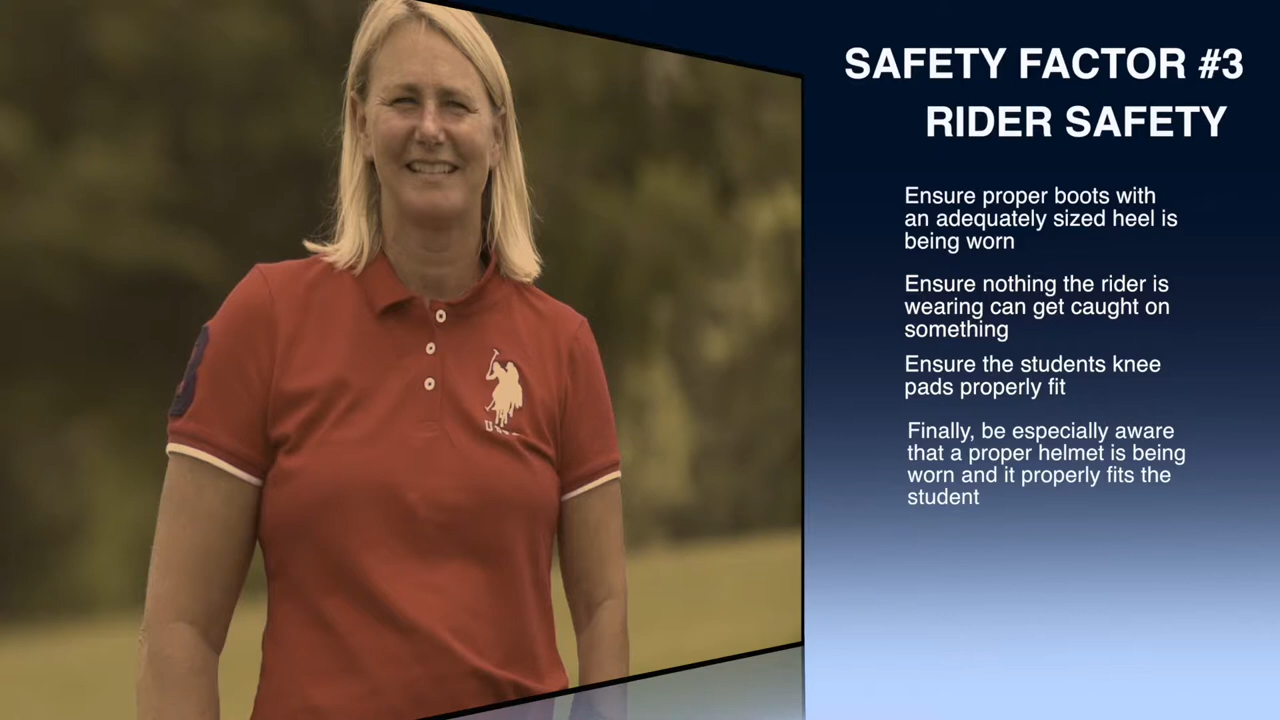 SAFETY FACTOR #3
RIDER SAFETY
Ensure proper boots with
an adequately sized heel is
being worn
Ensure nothing the rider is
wearing can get caught on
something
Ensure the students knee
pads properly fit
Finally, be especially aware
that a proper helmet is being
worn and it properly fits the
student